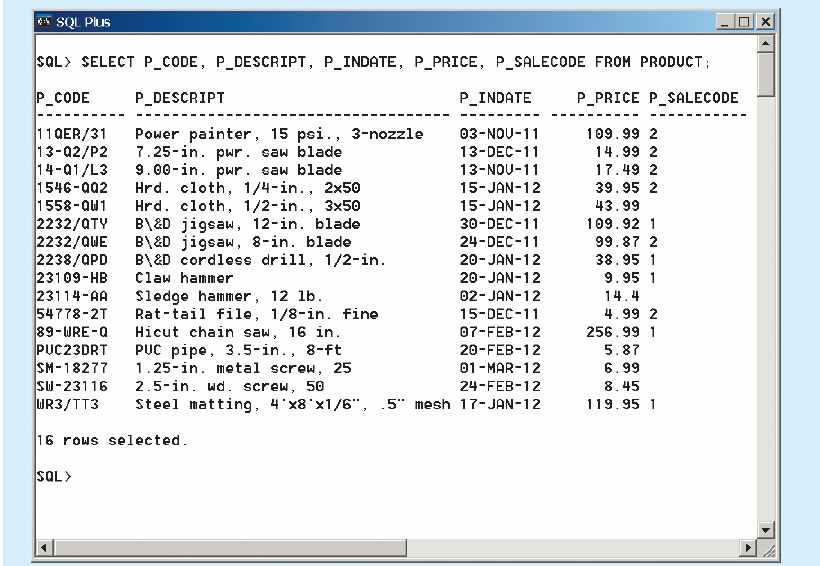 SQL Plus
SQL> SELECT P_CODE, P_DESCRIPT, P_INDATE, P_PRICE, P_SALECODE FROM PRODUCT;
P_CODE P_DESCRIPT P_INDATE P_PRICE P_SALECODE
---------- ----------------------------------- --------- ---------- -----------
11QER/31 Power painter, 15 psi., 3-nozzle 03-NOV-11 109.99 2
13-Q2/P2 7.25-in. pwr. saw blade 13-DEC-11 14.99 2
14-Q1/L3 9.00-in. pwr. saw blade 13-NOV-11 17.49 2
1546-QQ2 Hrd. cloth, 1/4-in., 2x50 15-JAN-12 39.95 2
1558-QW1 Hrd. cloth, 1/2-in., 3x50 15-JAN-12 43.99
2232/QTY B\&D jigsaw, 12-in. blade 30-DEC-11 109.92 1
2232/QWE B\&D jigsaw, 8-in. blade 24-DEC-11 99.87 2
2238/QPD B\&D cordless drill, 1/2-in. 20-JAN-12 38.95 1
23109-HB Claw hammer 20-JAN-12 9.95 1
23114-AA Sledge hammer, 12 lb. 02-JAN-12 14.4
54778-2T Rat-tail file, 1/8-in. fine 15-DEC-11 4.99 2
89-WRE-Q Hicut chain saw, 16 in. 07-FEB-12 256.99 1
PVC23DRT PVC pipe, 3.5-in., 8-ft 20-FEB-12 5.87
SM-18277 1.25-in. metal screw, 25 01-MAR-12 6.99
SW-23116 2.5-in. wd. screw, 50 24-FEB-12 8.45
WR3/TT3 Steel matting, 4'x8'x1/6", .5" mesh 17-JAN-12 119.95 1
16 rows selected.
SQL>